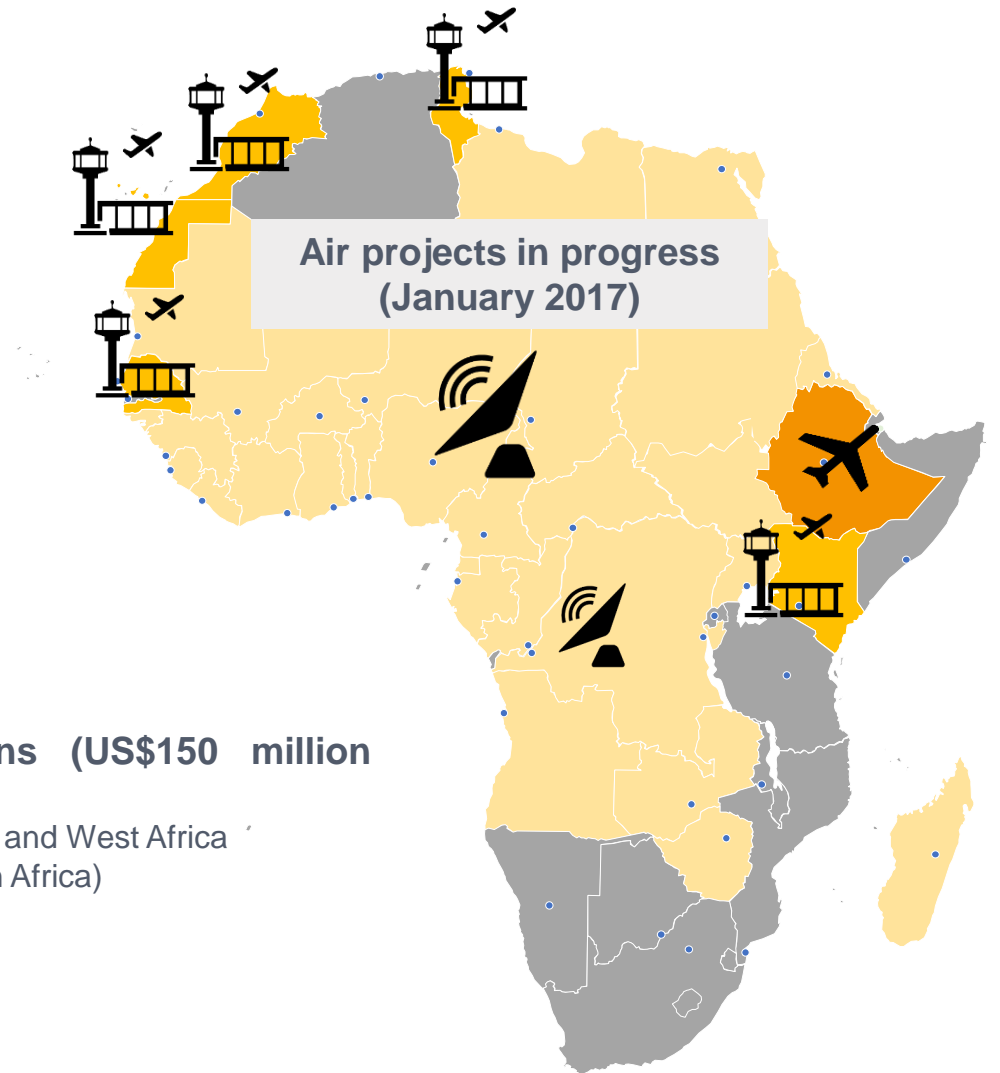 Air projects in progress
(January 2017)
ns (US$150 million
and West Africa
n Africa)